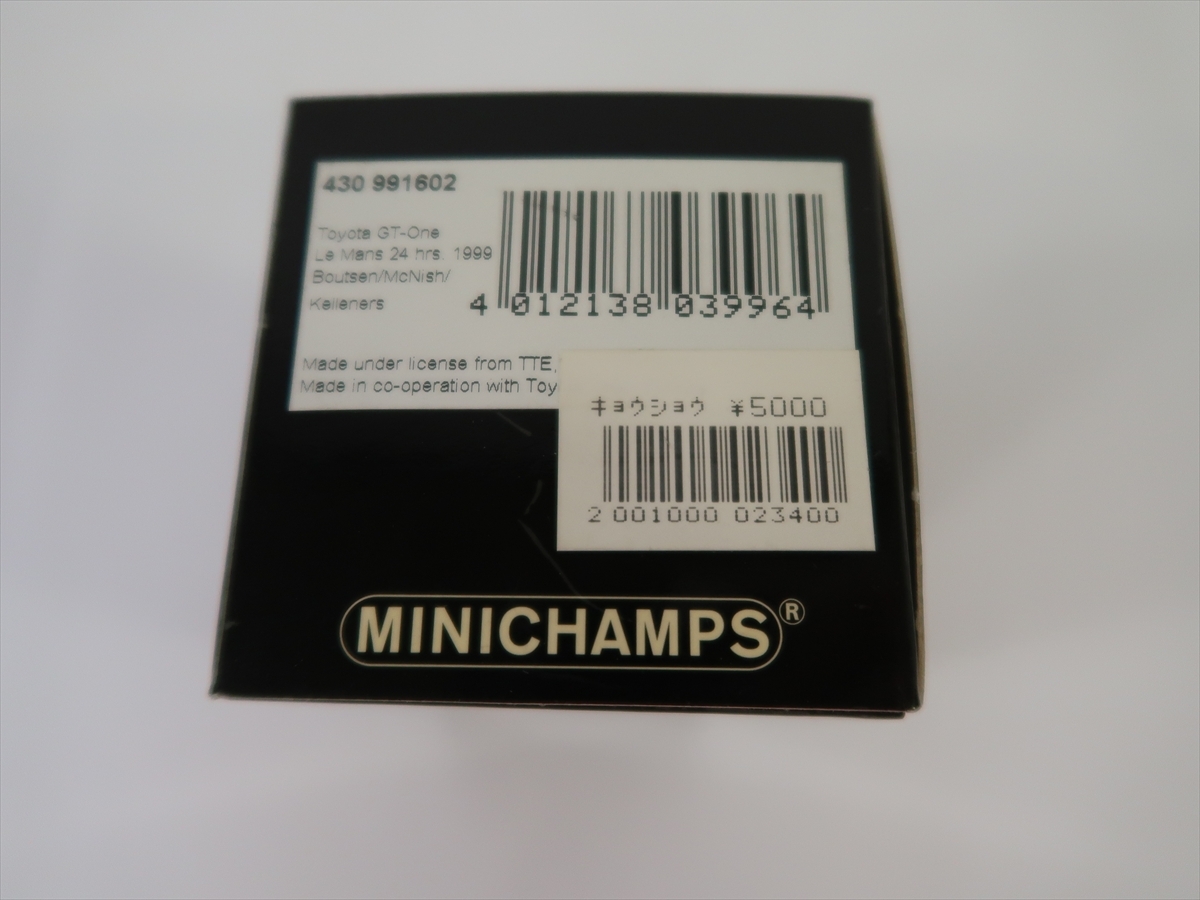 430 991602
Toyota GT-One
Le Mans 24 hrs. 1999
Boutsen/McNish/
Kelleners
4 012138 039964
Made under license from TTE,
Made in co-operation with Toy
キョウショウ ¥5000
2 001000 023400
MINICHAMPS®